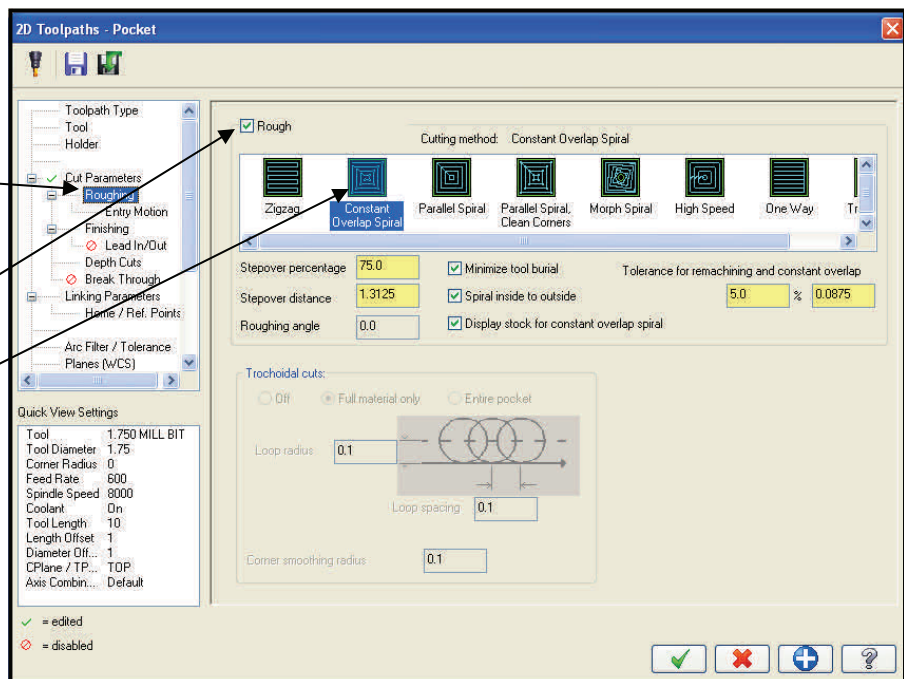 2D Toolpaths - Pocket
Toolpath Type
Tool
Holder
Cut Parameters
Roughing
Entry Motion
Finishing
Lead In/Out
Depth Cuts
Break Through
Linking Parameters
Home / Ref. Points
Arc Filter / Tolerance
Planes (WCS)
Quick View Settings
Tool 1.750 MILL BIT
Tool Diameter 1.75
Corner Radius 0
Feed Rate 600
Spindle Speed 8000
Coolant On
Tool Length 10
Length Offset 1
Diameter Off... 1
CPlane / TP... TOP
Axis Combin... Default
= edited
= disabled
Rough
Cutting method: Constant Overlap Spiral
Zigzag
Constant Overlap Spiral
Parallel Spiral
Parallel Spiral, Clean Corners
Morph Spiral
High Speed
One Way
Tr
Stepover percentage 75.0
Minimize tool burial
Tolerance for remachining and constant overlap
Stepover distance 1.3125
Spiral inside to outside
5.0 % 0.0875
Roughing angle 0.0
Display stock for constant overlap spiral
Trochoidal cuts:
Off Full material only Entire pocket
Loop radius 0.1
Loop spacing 0.1
Corner smoothing radius 0.1